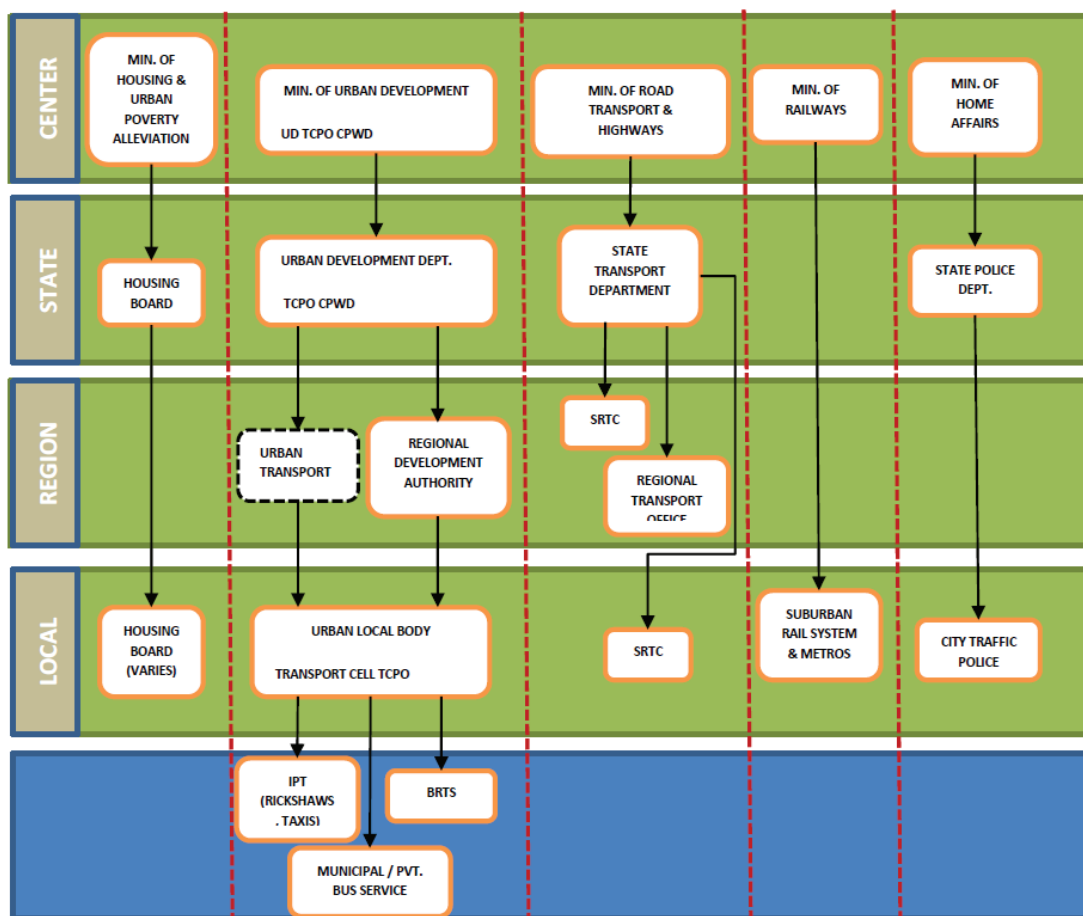 CENTER
MIN. OF
HOUSING &
URBAN
POVERTY
ALLEVIATION
MIN. OF URBAN DEVELOPMENT
UD TCPO CPWD
MIN. OF ROAD
TRANSPORT &
HIGHWAYS
MIN. OF
RAILWAYS
MIN. OF
HOME
AFFAIRS
STATE
HOUSING
BOARD
URBAN DEVELOPMENT DEPT.
TCPO CPWD
STATE
TRANSPORT
DEPARTMENT
STATE POLICE
DEPT.
REGION
URBAN
TRANSPORT
REGIONAL
DEVELOPMENT
AUTHORITY
SRTC
REGIONAL
TRANSPORT
OFFICE
LOCAL
HOUSING
BOARD
(VARIES)
URBAN LOCAL BODY
TRANSPORT CELL TCPO
SRTC
SUBURBAN
RAIL SYSTEM
& METROS
CITY TRAFFIC
POLICE
IPT
(RICKSHAWS
, TAXIS)
BRTS
MUNICIPAL / PVT.
BUS SERVICE